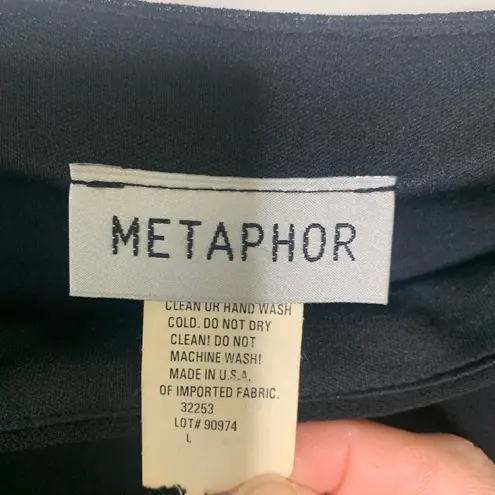 METAPHOR
CLEAN OR HAND WASH
COLD. DO NOT DRY
CLEAN! DO NOT
MACHINE WASH!
MADE IN U.S.A.
OF IMPORTED FABRIC.
32253
LOT# 90974
L